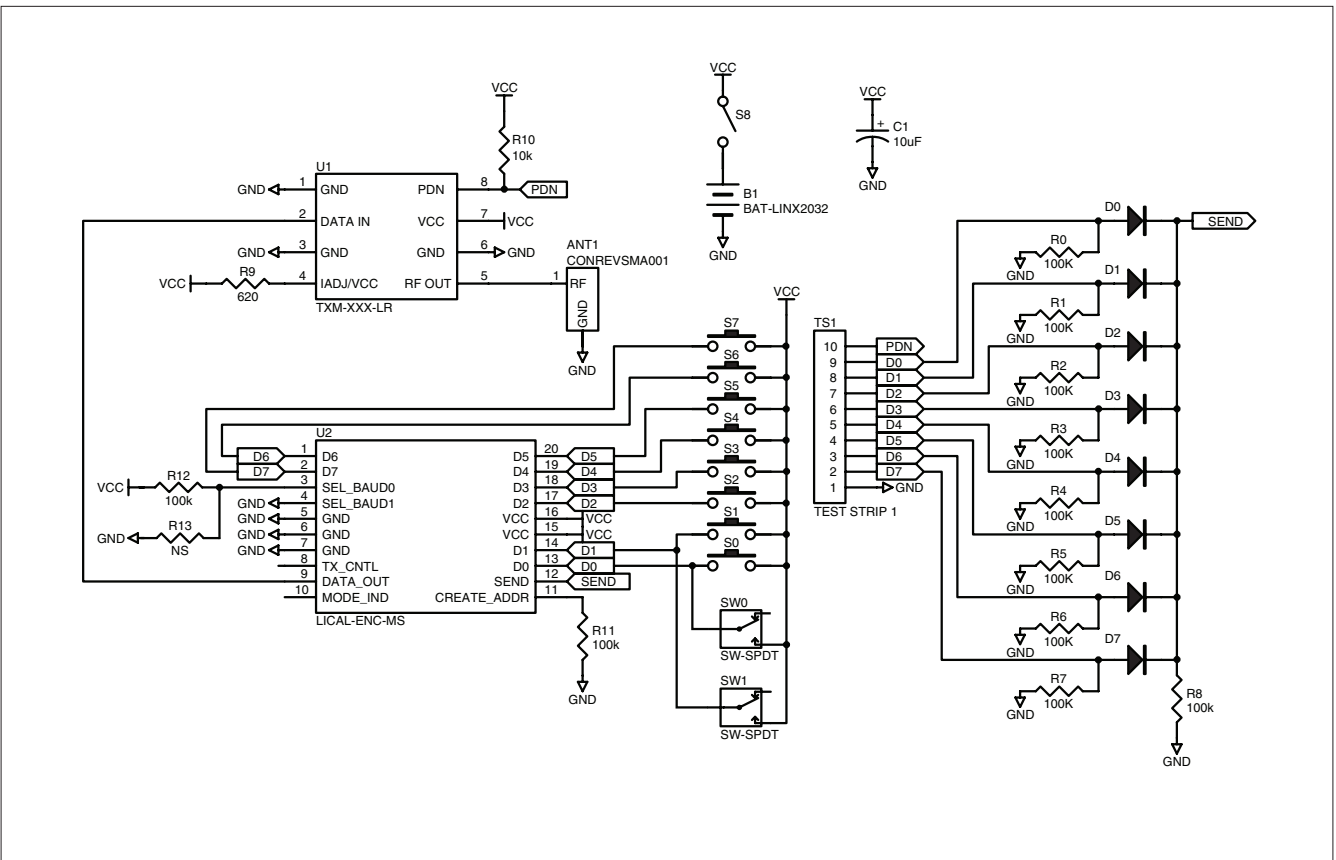 VCC
S8
B1
BAT-LINX2032
GND
VCC
C1
+
10uF
GND
VCC
R10
10k
U1
GND 1 GND PDN 8 PDN
2 DATA IN VCC 7 VCC
GND 3 GND GND 6 GND
VCC R9 620 4 IADJ/VCC RF OUT 5
TXM-XXX-LR
ANT1
CONREVSMA001
1 RF
GND
GND
VCC
S7
S6
S5
S4
S3
S2
S1
S0
U2
D6 1 D6 D5 20 D5
D7 2 D7 D4 19 D4
3 SEL_BAUD0 D3 18 D3
GND 4 SEL_BAUD1 D2 17 D2
GND 5 GND VCC 16 VCC
GND 6 GND VCC 15 VCC
GND 7 GND D1 14 D1
8 TX_CNTL D0 13 D0
9 DATA_OUT SEND 12 SEND
10 MODE_IND CREATE_ADDR 11
LICAL-ENC-MS
VCC R12
100k
GND R13
NS
R11
100k
GND
SW0
SW-SPDT
SW1
SW-SPDT
TS1
10 PDN
9 D0
8 D1
7 D2
6 D3
5 D4
4 D5
3 D6
2 D7
1 GND
TEST STRIP 1
D0
SEND
R0
GND 100K
D1
R1
GND 100K
D2
R2
GND 100K
D3
R3
GND 100K
D4
R4
GND 100K
D5
R5
GND 100K
D6
R6
GND 100K
D7
R7
GND 100K
R8
100k
GND